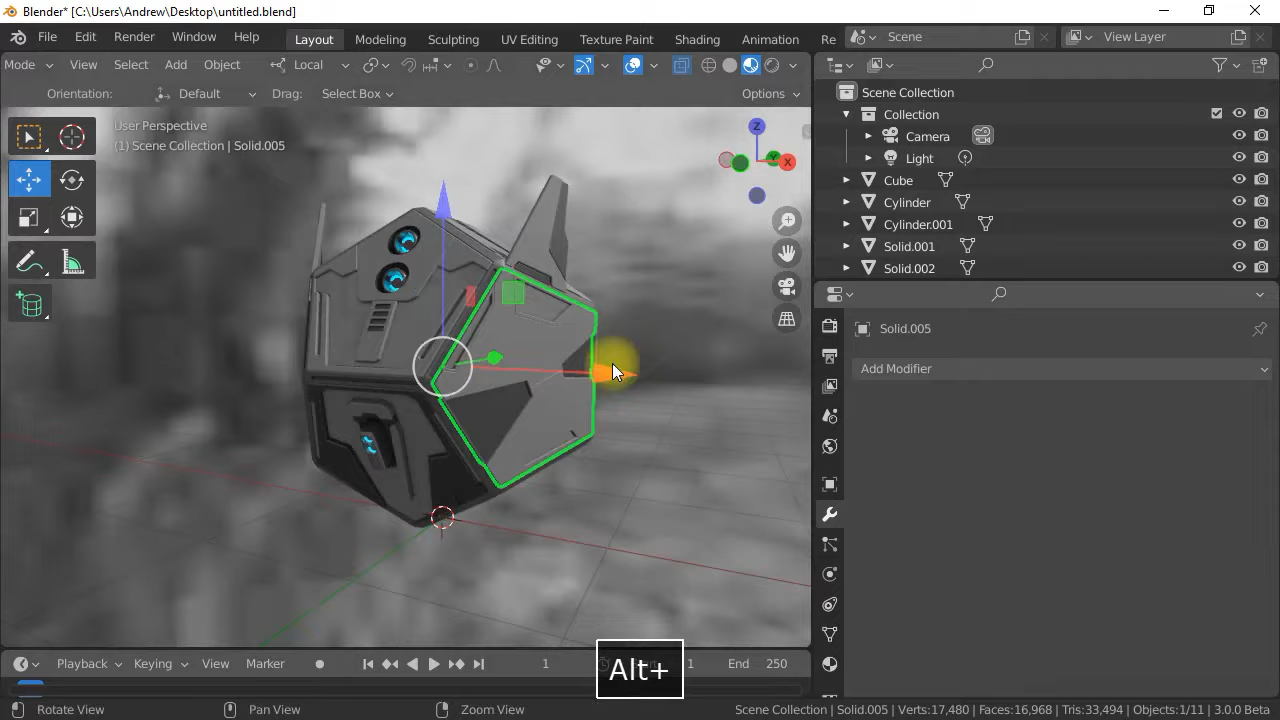 Blender* [C:\Users\Andrew\Desktop\untitled.blend]
File Edit Render Window Help Layout Modeling Sculpting UV Editing Texture Paint Shading Animation Re Scene View Layer
Mode View Select Add Object Local
Orientation: Default Drag: Select Box Options
User Perspective
(1) Scene Collection | Solid.005
Z
Y
X
Scene Collection
Collection
Camera
Light
Cube
Cylinder
Cylinder.001
Solid.001
Solid.002
Solid.005
Add Modifier
Playback Keying View Marker 1 1 End 250
Alt+
Rotate View Pan View Zoom View Scene Collection | Solid.005 | Verts:17,480 | Faces:16,968 | Tris:33,494 | Objects:1/11 | 3.0.0 Beta